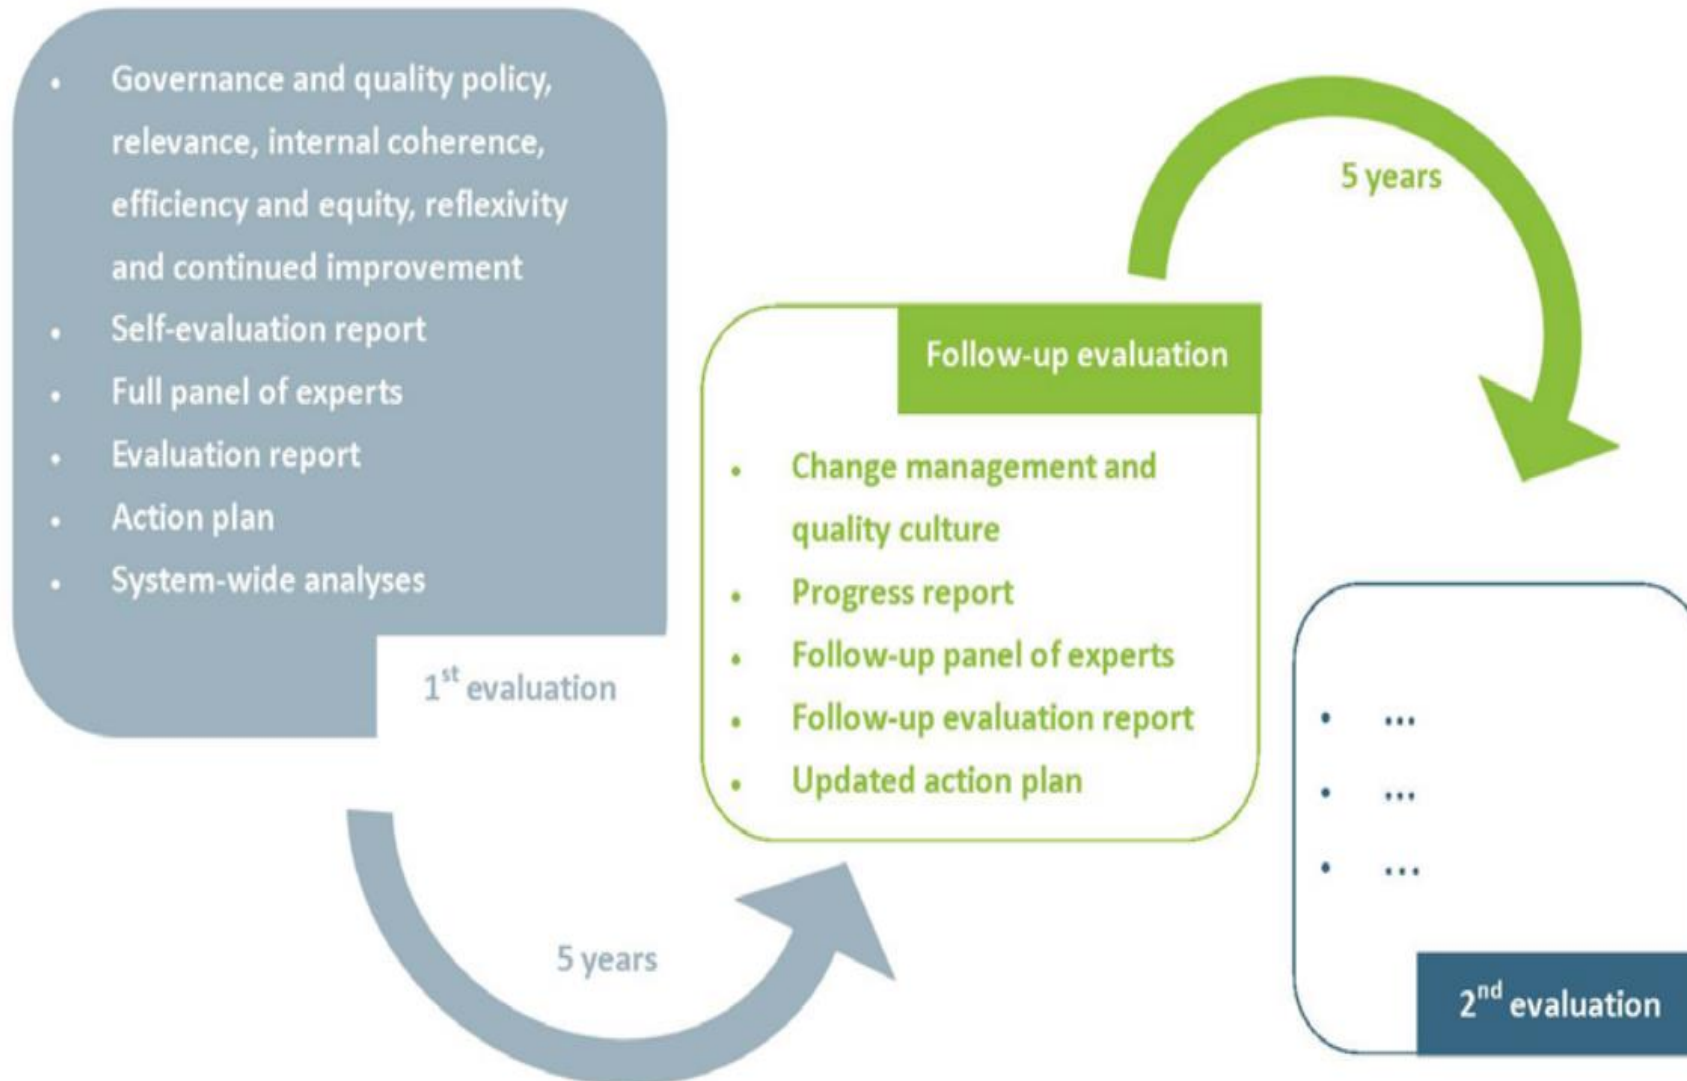 • Governance and quality policy,
relevance, internal coherence,
efficiency and equity, reflexivity
and continued improvement
• Self-evaluation report
• Full panel of experts
• Evaluation report
• Action plan
• System-wide analyses
1st evaluation
5 years
Follow-up evaluation
• Change management and
quality culture
• Progress report
• Follow-up panel of experts
• Follow-up evaluation report
• Updated action plan
5 years
• ...
• ...
• ...
2nd evaluation